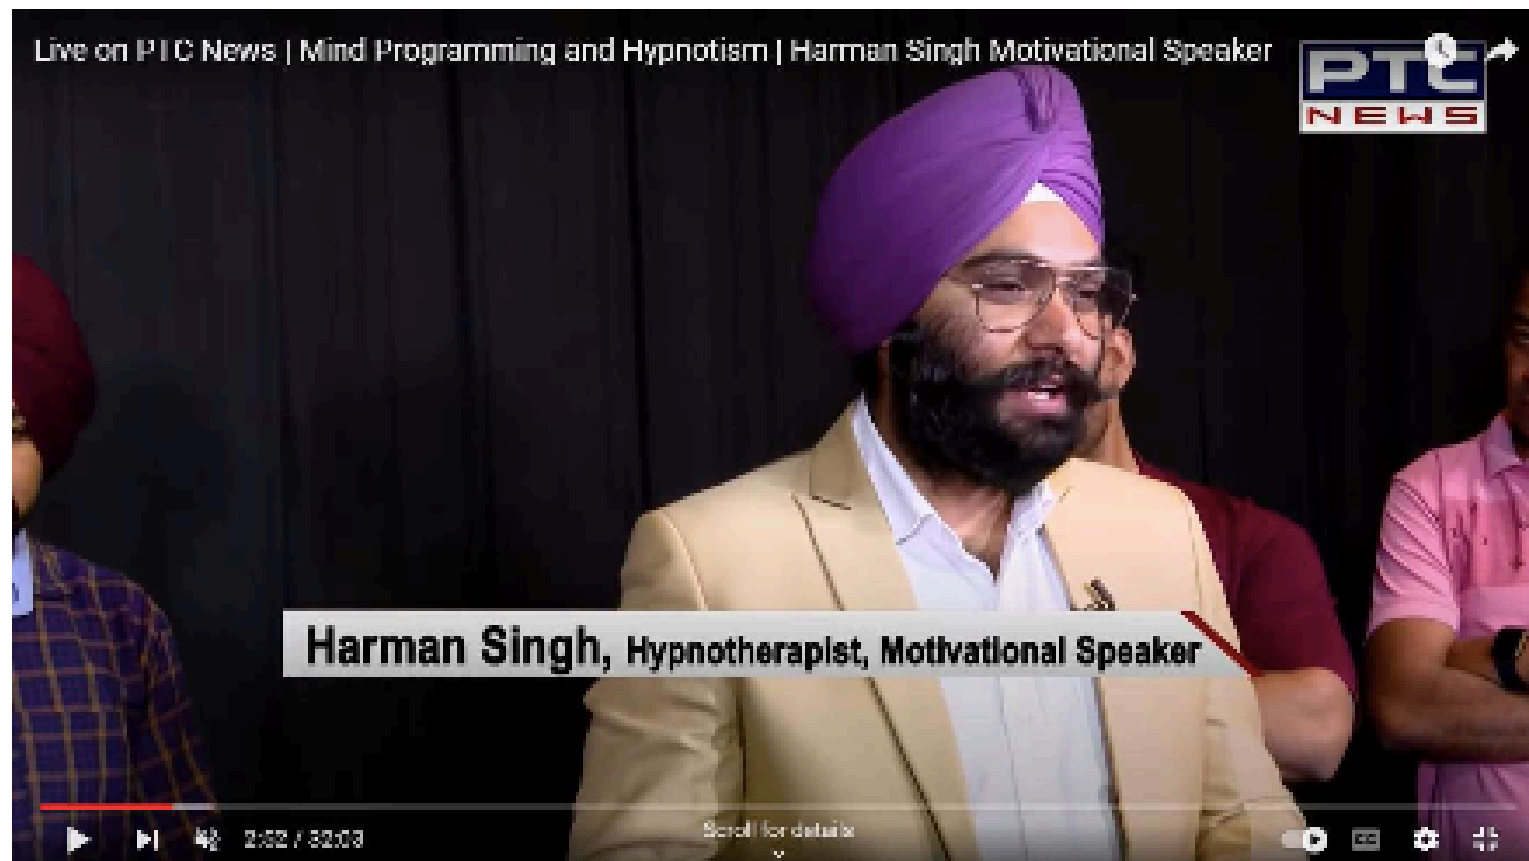 Live on PTC News | Mind Programming and Hypnotism | Harman Singh Motivational Speaker
PTC
NEWS
Harman Singh, Hypnotherapist, Motivational Speaker
2:52 / 32:03
Scroll for details
CC